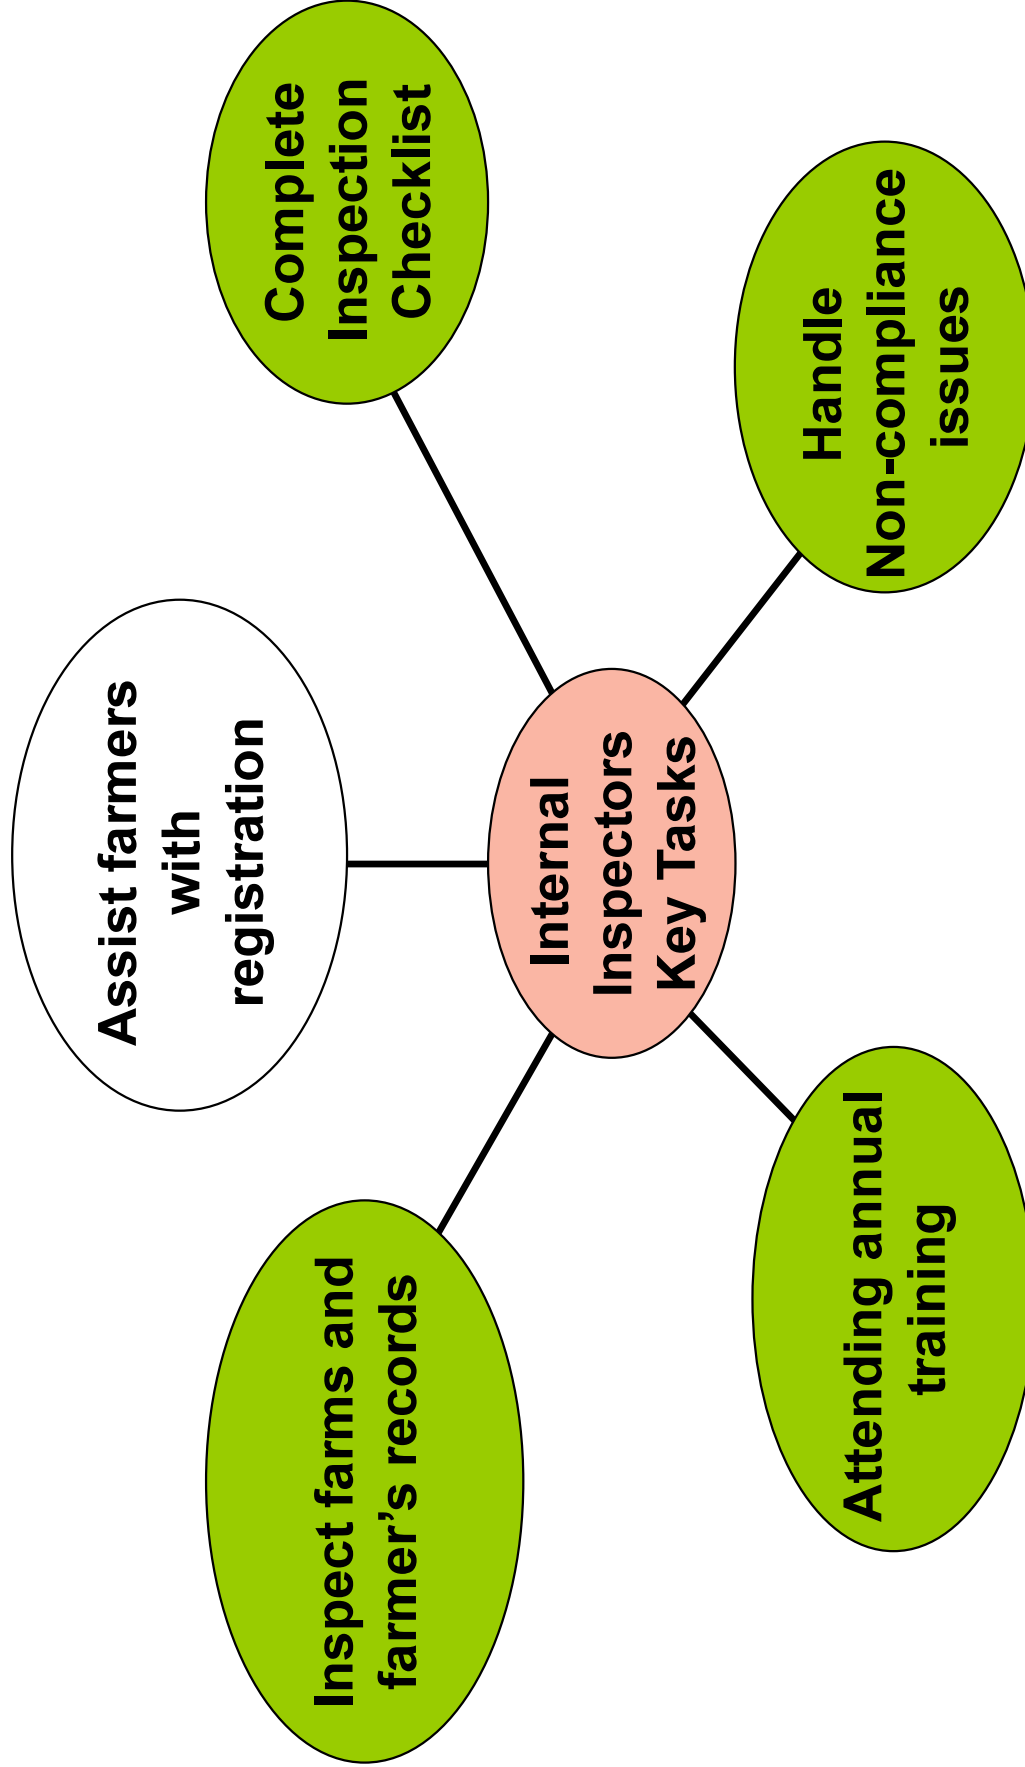 Assist farmers
with
registration
Inspect farms and
farmer’s records
Complete
Inspection
Checklist
Internal
Inspectors
Key Tasks
Attending annual
training
Handle
Non-compliance
issues